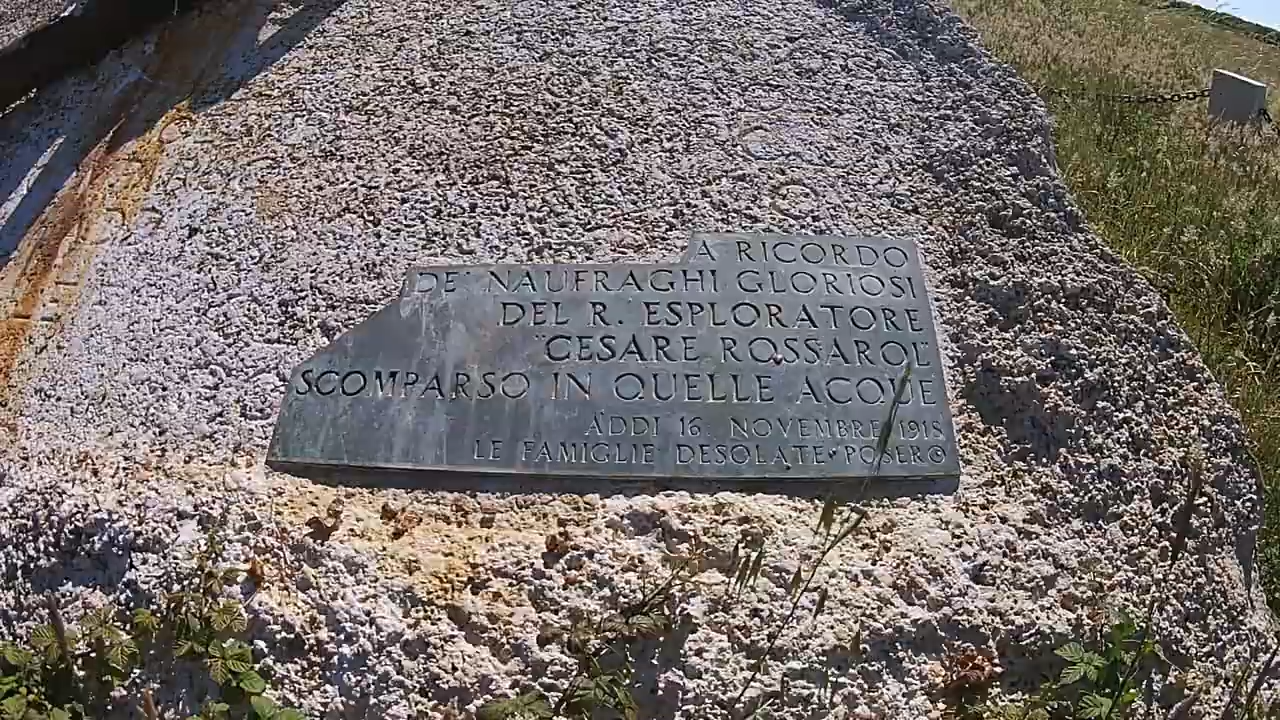 A RICORDO
DE' NAUFRAGHI GLORIOSI
DEL R. ESPLORATORE
"CESARE ROSSAROL"
SCOMPARSO IN QUELLE ACQUE
ADDI 16 NOVEMBRE 1918
LE FAMIGLIE DESOLATE POSERO